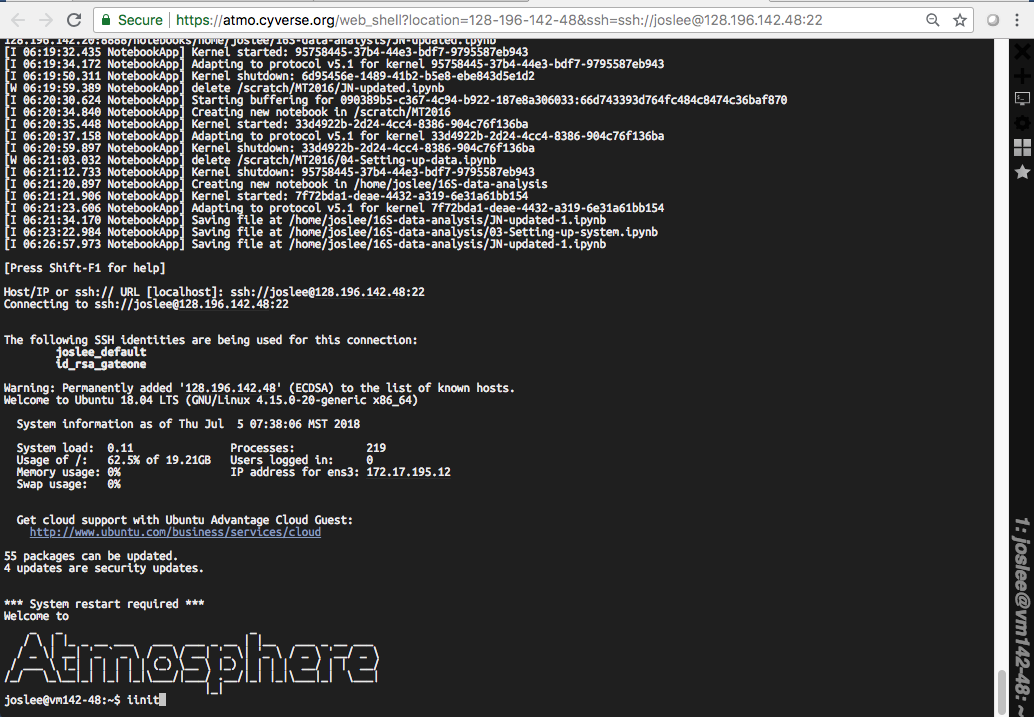 Secure https://atmo.cyverse.org/web_shell?location=128-196-142-48&ssh=ssh://joslee@128.196.142.48:22
128.196.142.20:8888/notebooks/home/joslee/16S-data-analysis/JN-updated.ipynb
[I 06:19:32.435 NotebookApp] Kernel started: 95758445-37b4-44e3-bdf7-9795587eb943
[I 06:19:34.172 NotebookApp] Adapting to protocol v5.1 for kernel 95758445-37b4-44e3-bdf7-9795587eb943
[I 06:19:50.311 NotebookApp] Kernel shutdown: 6d95456e-1489-41b2-b5e8-ebe843d5e1d2
[W 06:19:59.389 NotebookApp] delete /scratch/MT2016/JN-updated.ipynb
[I 06:20:30.624 NotebookApp] Starting buffering for 090389b5-c367-4c94-b922-187e8a306033:66d743393d764fc484c8474c36baf870
[I 06:20:34.840 NotebookApp] Creating new notebook in /scratch/MT2016
[I 06:20:35.448 NotebookApp] Kernel started: 33d4922b-2d24-4cc4-8386-904c76f136ba
[I 06:20:37.158 NotebookApp] Adapting to protocol v5.1 for kernel 33d4922b-2d24-4cc4-8386-904c76f136ba
[I 06:20:59.897 NotebookApp] Kernel shutdown: 33d4922b-2d24-4cc4-8386-904c76f136ba
[W 06:21:03.032 NotebookApp] delete /scratch/MT2016/04-Setting-up-data.ipynb
[I 06:21:12.733 NotebookApp] Kernel shutdown: 95758445-37b4-44e3-bdf7-9795587eb943
[I 06:21:20.897 NotebookApp] Creating new notebook in /home/joslee/16S-data-analysis
[I 06:21:21.906 NotebookApp] Kernel started: 7f72bda1-deae-4432-a319-6e31a61bb154
[I 06:21:23.606 NotebookApp] Adapting to protocol v5.1 for kernel 7f72bda1-deae-4432-a319-6e31a61bb154
[I 06:21:34.170 NotebookApp] Saving file at /home/joslee/16S-data-analysis/JN-updated-1.ipynb
[I 06:23:22.984 NotebookApp] Saving file at /home/joslee/16S-data-analysis/03-Setting-up-system.ipynb
[I 06:26:57.973 NotebookApp] Saving file at /home/joslee/16S-data-analysis/JN-updated-1.ipynb
[Press Shift-F1 for help]
Host/IP or ssh:// URL [localhost]: ssh://joslee@128.196.142.48:22
Connecting to ssh://joslee@128.196.142.48:22
The following SSH identities are being used for this connection:
joslee_default
id_rsa_gateone
Warning: Permanently added '128.196.142.48' (ECDSA) to the list of known hosts.
Welcome to Ubuntu 18.04 LTS (GNU/Linux 4.15.0-20-generic x86_64)
System information as of Thu Jul  5 07:38:06 MST 2018
System load: 0.11 Processes: 219
Usage of /: 62.5% of 19.21GB Users logged in: 0
Memory usage: 0% IP address for ens3: 172.17.195.12
Swap usage: 0%
Get cloud support with Ubuntu Advantage Cloud Guest:
http://www.ubuntu.com/business/services/cloud
55 packages can be updated.
4 updates are security updates.
*** System restart required ***
Welcome to
Atmosphere
joslee@vm142-48:~$ iinit
1: joslee@vm142-48: ~